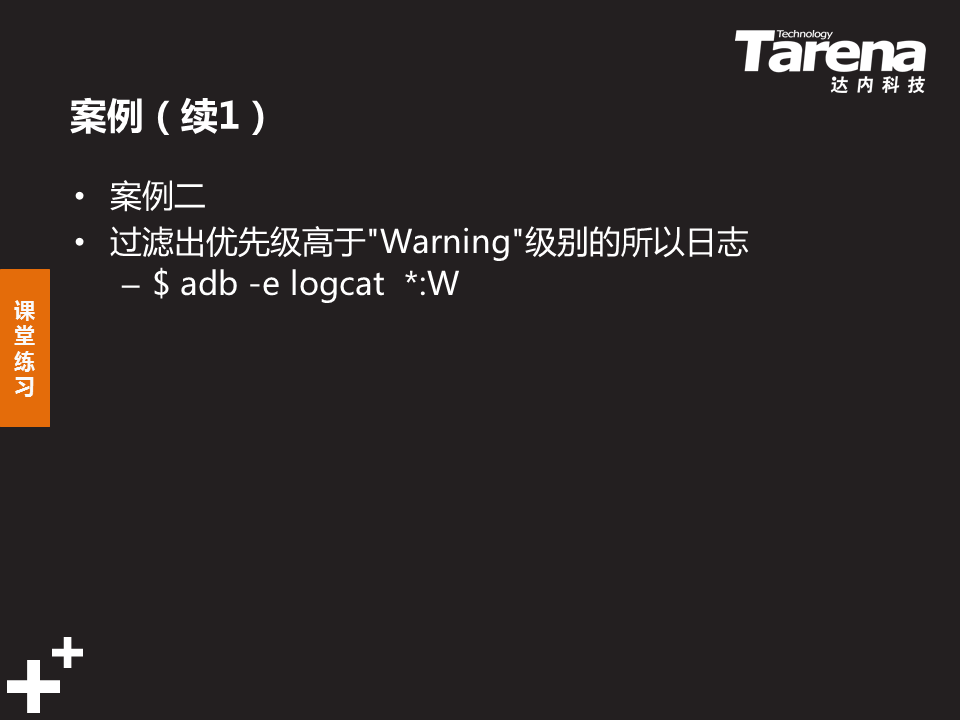 Technology
Tarena
达内科技
案例（续1）
• 案例二
• 过滤出优先级高于"Warning"级别的所以日志
– $ adb -e logcat  *:W
课堂练习